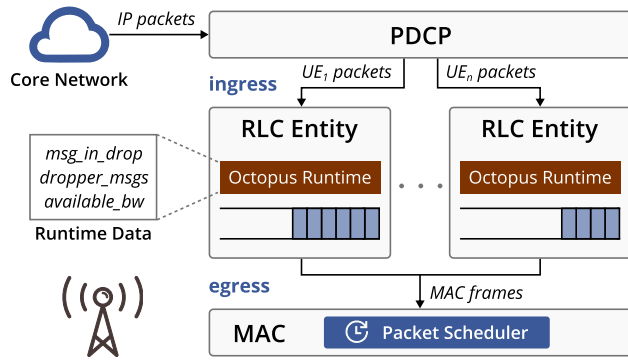 IP packets
PDCP
Core Network
UE1 packets
UEn packets
ingress
RLC Entity
RLC Entity
msg_in_drop
dropper_msgs
available_bw
Octopus Runtime
. . .
Octopus Runtime
Runtime Data
egress
MAC frames
MAC
Packet Scheduler